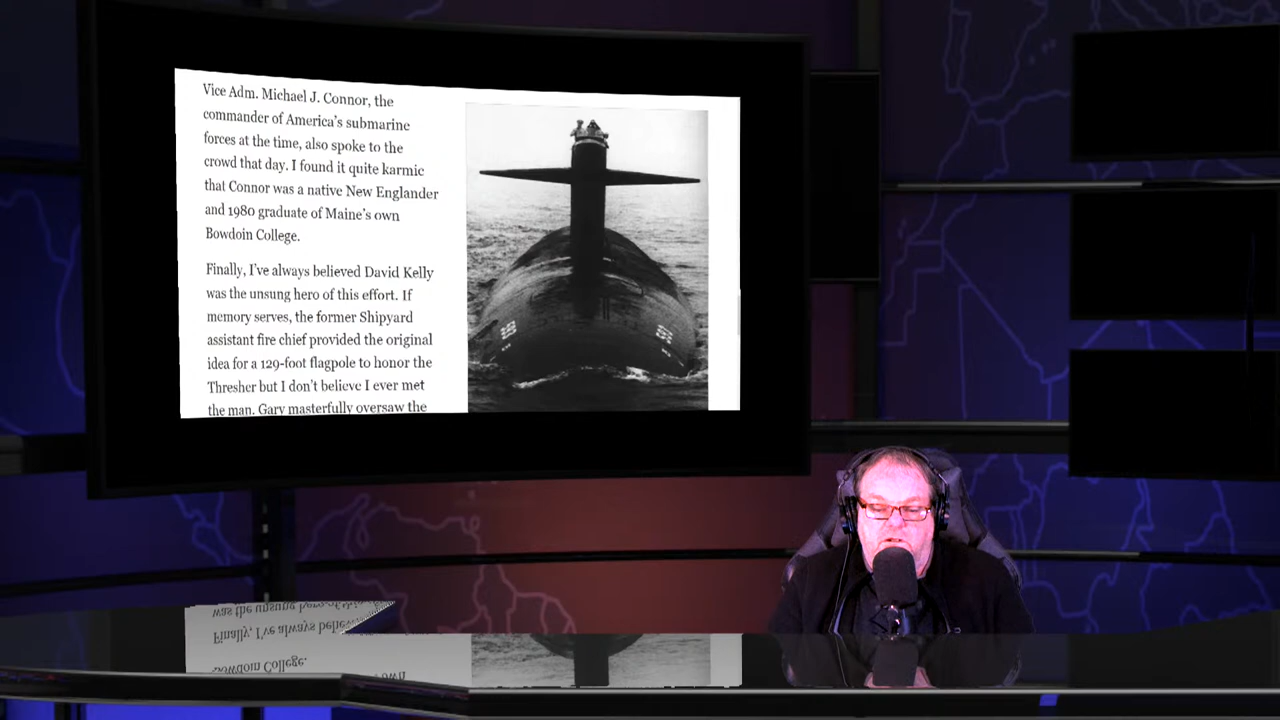 Vice Adm. Michael J. Connor, the
commander of America's submarine
forces at the time, also spoke to the
crowd that day. I found it quite karmic
that Connor was a native New Englander
and 1980 graduate of Maine's own
Bowdoin College.
Finally, I've always believed David Kelly
was the unsung hero of this effort. If
memory serves, the former Shipyard
assistant fire chief provided the original
idea for a 129-foot flagpole to honor the
Thresher but I don't believe I ever met
the man. Gary masterfully oversaw the